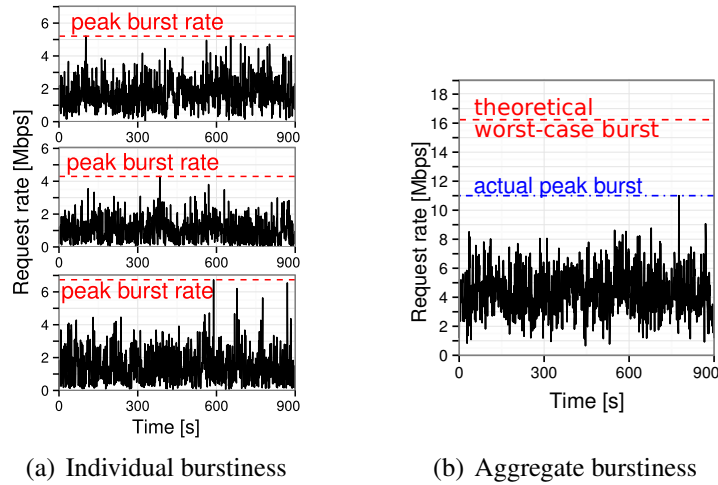 peak burst rate
6
4
2
0
0 300 600 900
peak burst rate
6
4
2
0
0 300 600 900
peak burst rate
6
4
2
0
0 300 600 900
Request rate [Mbps]
Time [s]
(a) Individual burstiness
18
16
14
12
10
8
6
4
2
0
theoretical
worst-case burst
actual peak burst
0 300 600 900
Request rate [Mbps]
Time [s]
(b) Aggregate burstiness